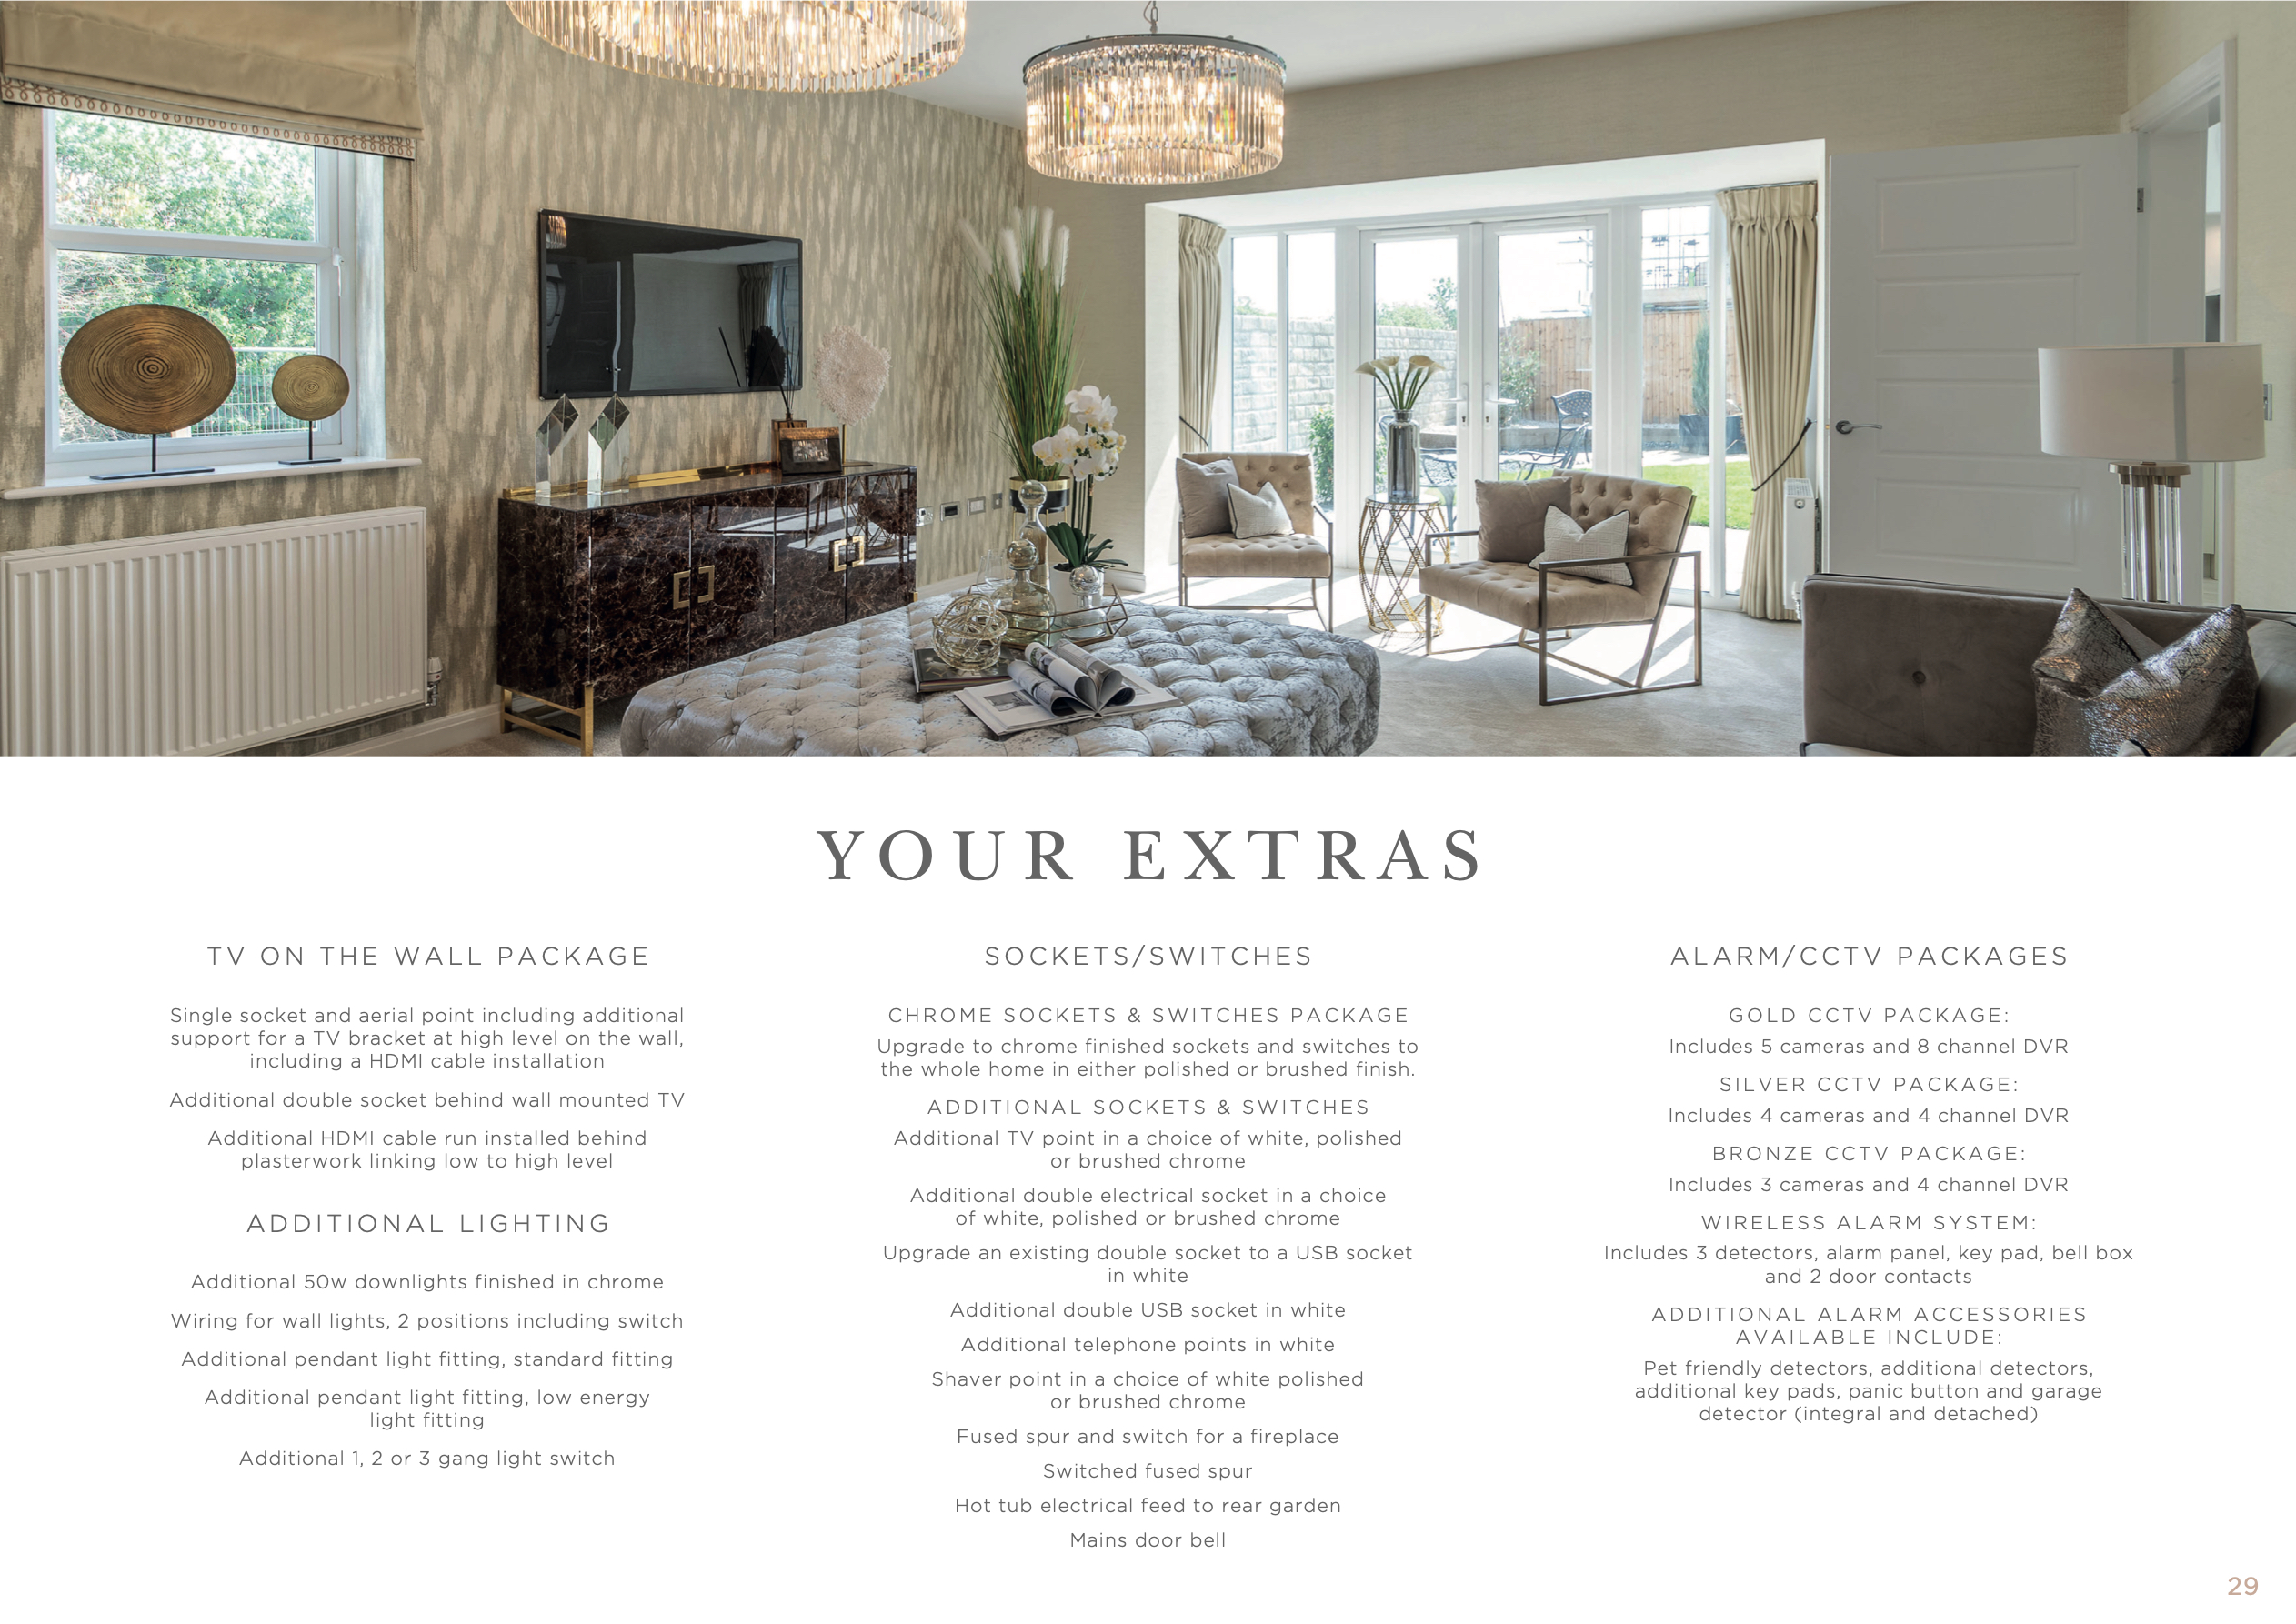 YOUR EXTRAS
TV ON THE WALL PACKAGE
Single socket and aerial point including additional
support for a TV bracket at high level on the wall,
including a HDMI cable installation
Additional double socket behind wall mounted TV
Additional HDMI cable run installed behind
plasterwork linking low to high level
ADDITIONAL LIGHTING
Additional 50w downlights finished in chrome
Wiring for wall lights, 2 positions including switch
Additional pendant light fitting, standard fitting
Additional pendant light fitting, low energy
light fitting
Additional 1, 2 or 3 gang light switch
SOCKETS/SWITCHES
CHROME SOCKETS & SWITCHES PACKAGE
Upgrade to chrome finished sockets and switches to
the whole home in either polished or brushed finish.
ADDITIONAL SOCKETS & SWITCHES
Additional TV point in a choice of white, polished
or brushed chrome
Additional double electrical socket in a choice
of white, polished or brushed chrome
Upgrade an existing double socket to a USB socket
in white
Additional double USB socket in white
Additional telephone points in white
Shaver point in a choice of white polished
or brushed chrome
Fused spur and switch for a fireplace
Switched fused spur
Hot tub electrical feed to rear garden
Mains door bell
ALARM/CCTV PACKAGES
GOLD CCTV PACKAGE:
Includes 5 cameras and 8 channel DVR
SILVER CCTV PACKAGE:
Includes 4 cameras and 4 channel DVR
BRONZE CCTV PACKAGE:
Includes 3 cameras and 4 channel DVR
WIRELESS ALARM SYSTEM:
Includes 3 detectors, alarm panel, key pad, bell box
and 2 door contacts
ADDITIONAL ALARM ACCESSORIES
AVAILABLE INCLUDE:
Pet friendly detectors, additional detectors,
additional key pads, panic button and garage
detector (integral and detached)
29